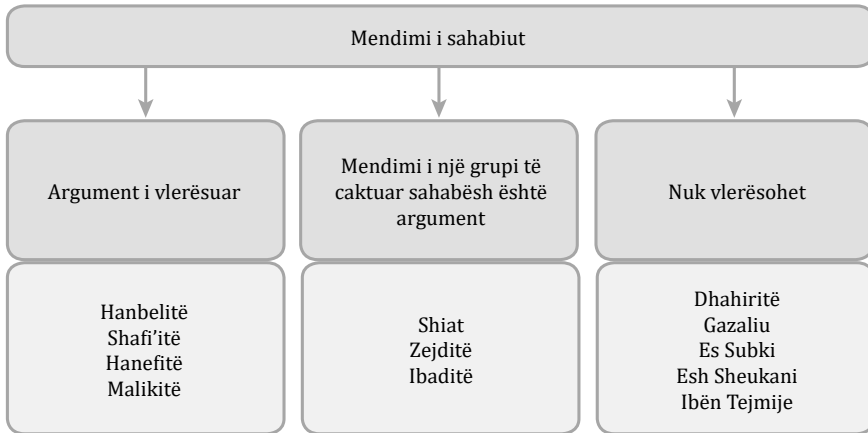 Mendimi i sahabiut
Argument i vlerësuar
Mendimi i një grupi të
caktuar sahabësh është
argument
Nuk vlerësohet
Hanbelitë
Shafi’itë
Hanefitë
Malikitë
Shiat
Zejditë
Ibaditë
Dhahiritë
Gazaliu
Es Subki
Esh Sheukani
Ibën Tejmije